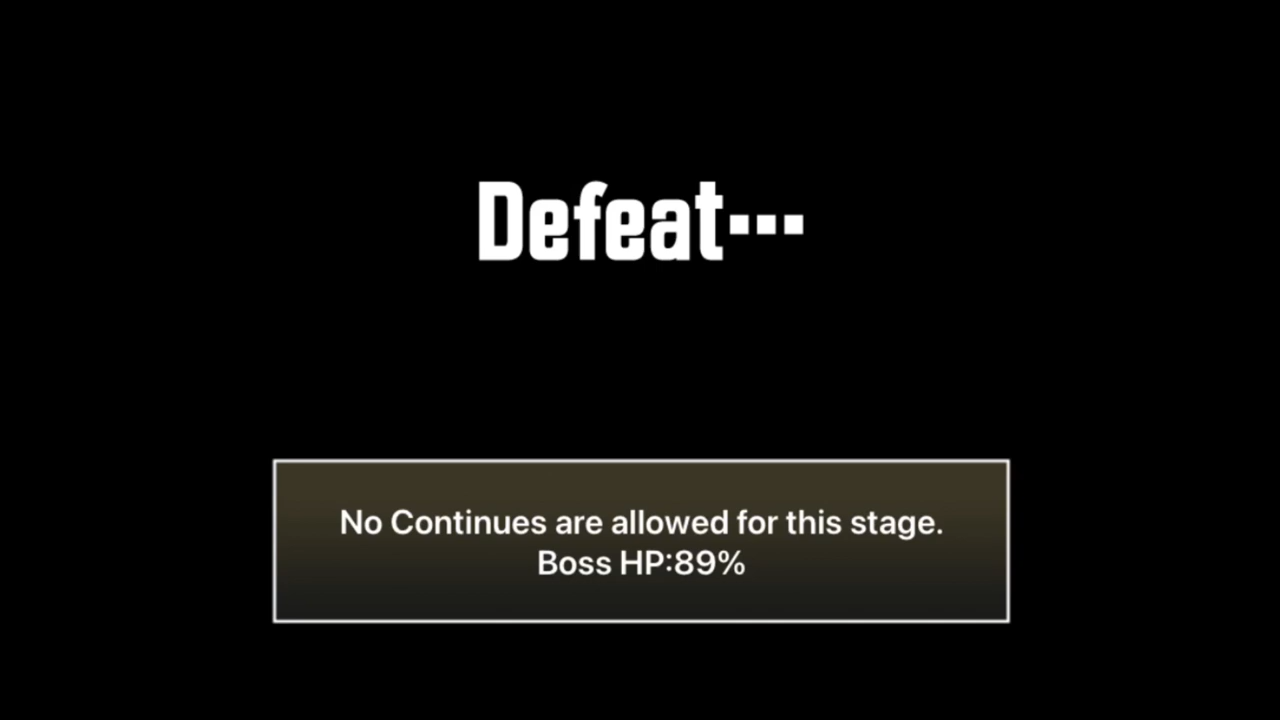 Defeat···
No Continues are allowed for this stage.
Boss HP:89%